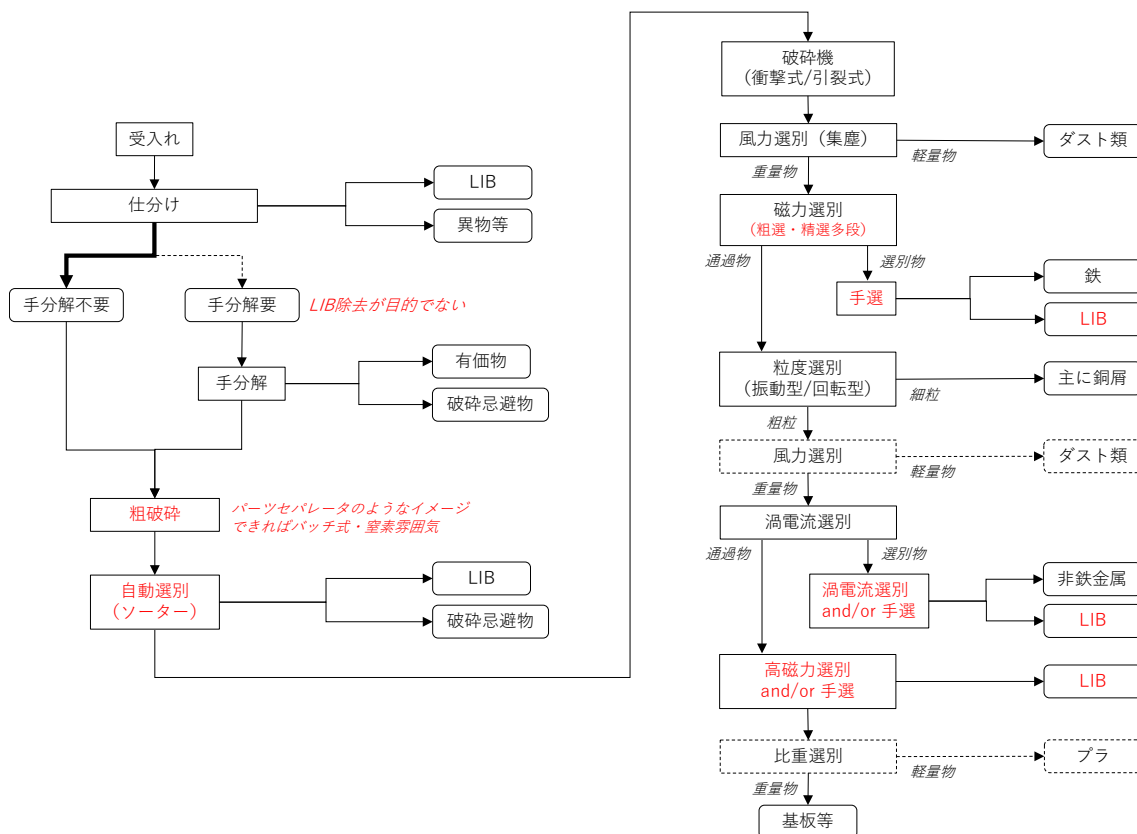 受入れ
仕分け
LIB
異物等
手分解不要
手分解要
LIB除去が目的でない
手分解
有価物
破砕忌避物
粗破砕
パーツセパレータのようなイメージ
できればバッチ式・窒素雰囲気
自動選別
（ソーター）
LIB
破砕忌避物
破砕機
（衝撃式/引裂式）
風力選別（集塵）
軽量物
ダスト類
重量物
磁力選別
（粗選・精選多段）
通過物
選別物
手選
鉄
LIB
粒度選別
（振動型/回転型）
細粒
主に銅屑
粗粒
風力選別
軽量物
ダスト類
重量物
渦電流選別
通過物
選別物
渦電流選別
and/or 手選
非鉄金属
LIB
高磁力選別
and/or 手選
LIB
比重選別
軽量物
プラ
重量物
基板等